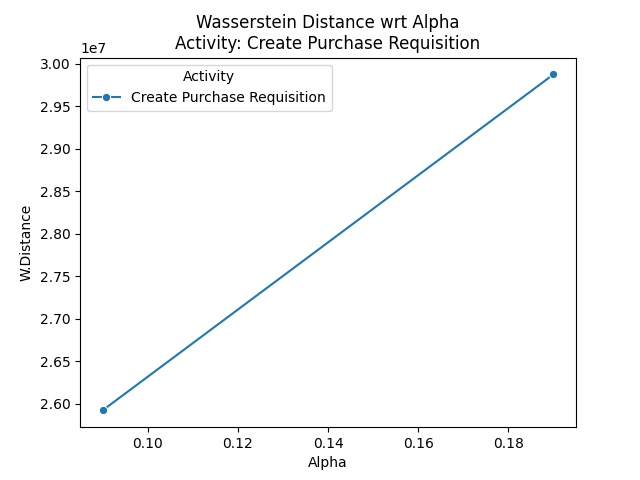 Wasserstein Distance wrt Alpha
Activity: Create Purchase Requisition
1e7
3.00
2.95
2.90
2.85
2.80
2.75
2.70
2.65
2.60
W.Distance
Activity
Create Purchase Requisition
0.10 0.12 0.14 0.16 0.18
Alpha